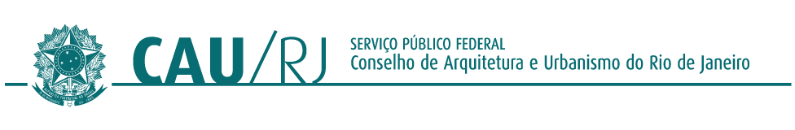 CAU/RJ
SERVIÇO PÚBLICO FEDERAL
Conselho de Arquitetura e Urbanismo do Rio de Janeiro